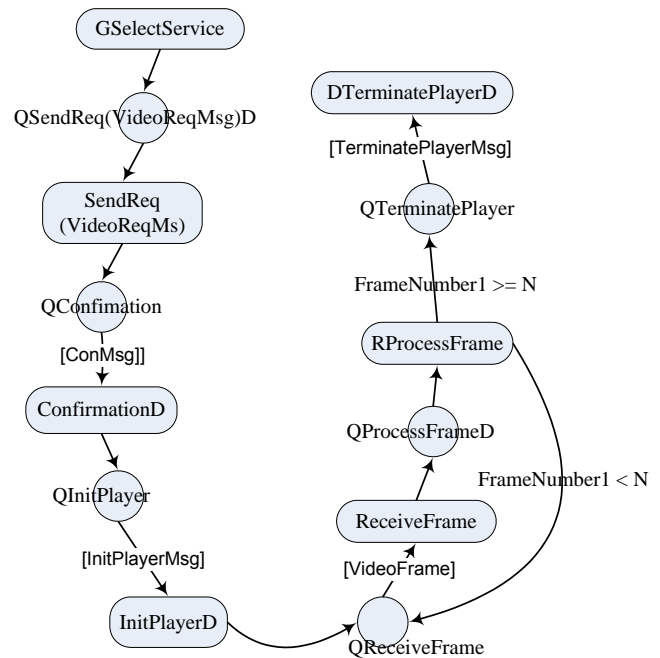 GSelectService
QSendReq(VideoReqMsg)D
SendReq
(VideoReqMs)
QConfimation
[ConMsg]]
ConfirmationD
QInitPlayer
[InitPlayerMsg]
InitPlayerD
QReceiveFrame
[VideoFrame]
ReceiveFrame
QProcessFrameD
RProcessFrame
FrameNumber1 < N
FrameNumber1 >= N
QTerminatePlayer
[TerminatePlayerMsg]
DTerminatePlayerD